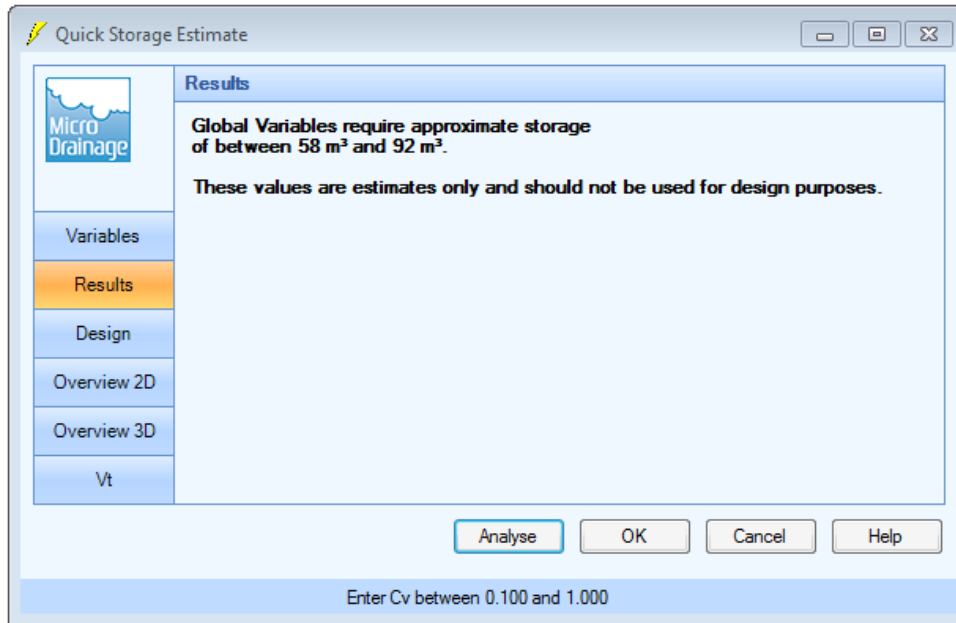 Quick Storage Estimate
Micro
Drainage
Variables
Results
Design
Overview 2D
Overview 3D
Vt
Results
Global Variables require approximate storage
of between 58 m³ and 92 m³.
These values are estimates only and should not be used for design purposes.
Analyse
OK
Cancel
Help
Enter Cv between 0.100 and 1.000